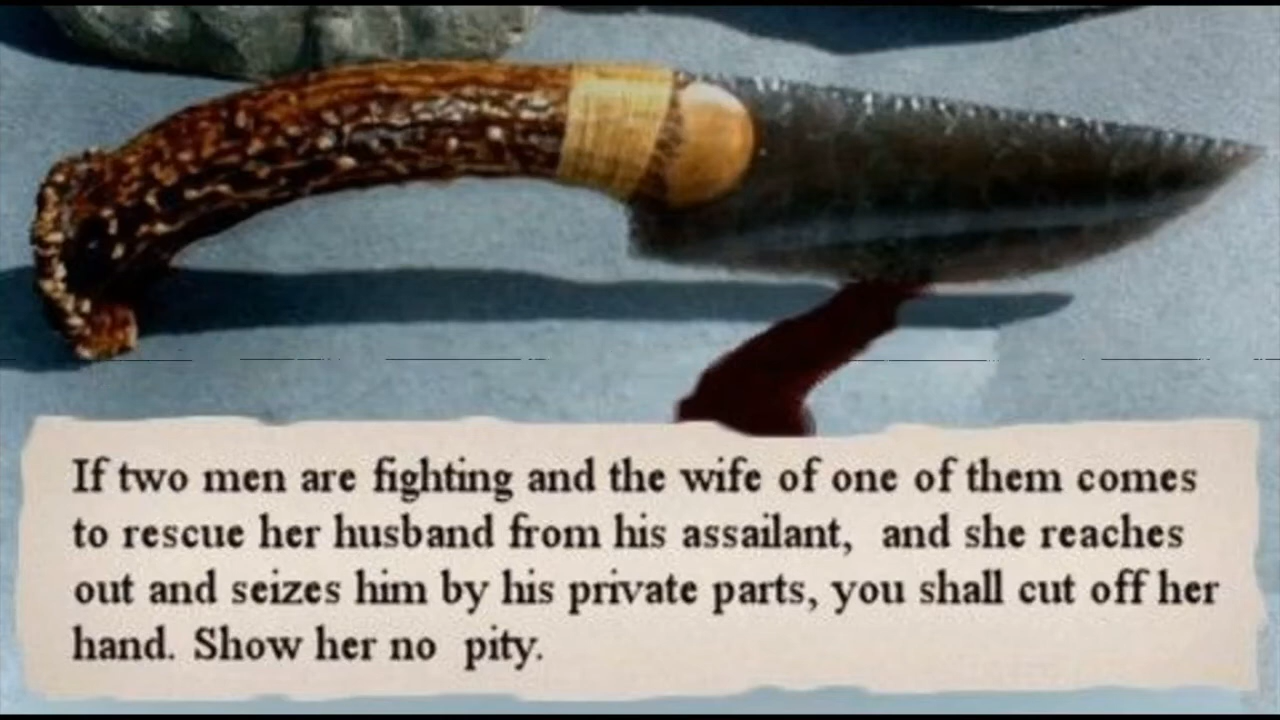 If two men are fighting and the wife of one of them comes
to rescue her husband from his assailant, and she reaches
out and seizes him by his private parts, you shall cut off her
hand. Show her no pity.